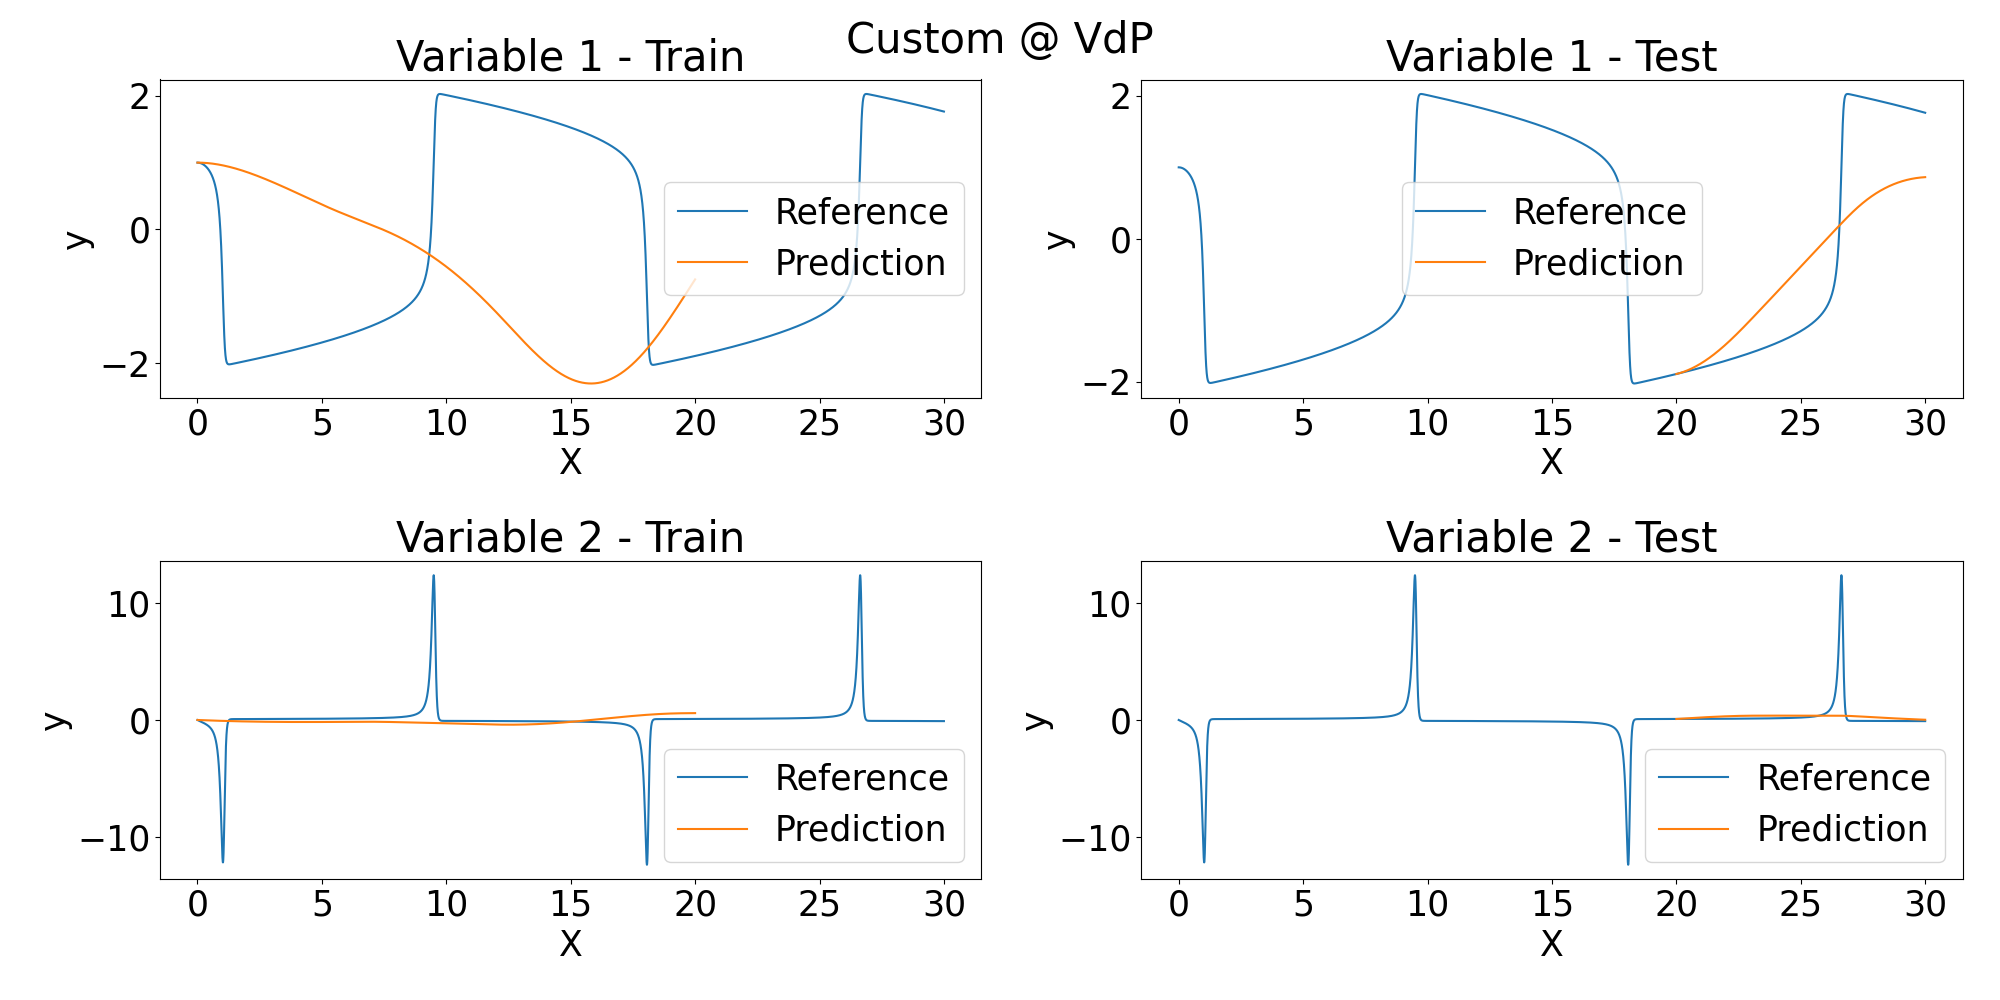 Custom @ VdP
Variable 1 - Train
2
0
−2
y
0 5 10 15 20 25 30
X
Reference
Prediction
Variable 1 - Test
2
0
−2
y
0 5 10 15 20 25 30
X
Reference
Prediction
Variable 2 - Train
10
0
−10
y
0 5 10 15 20 25 30
X
Reference
Prediction
Variable 2 - Test
10
0
−10
y
0 5 10 15 20 25 30
X
Reference
Prediction